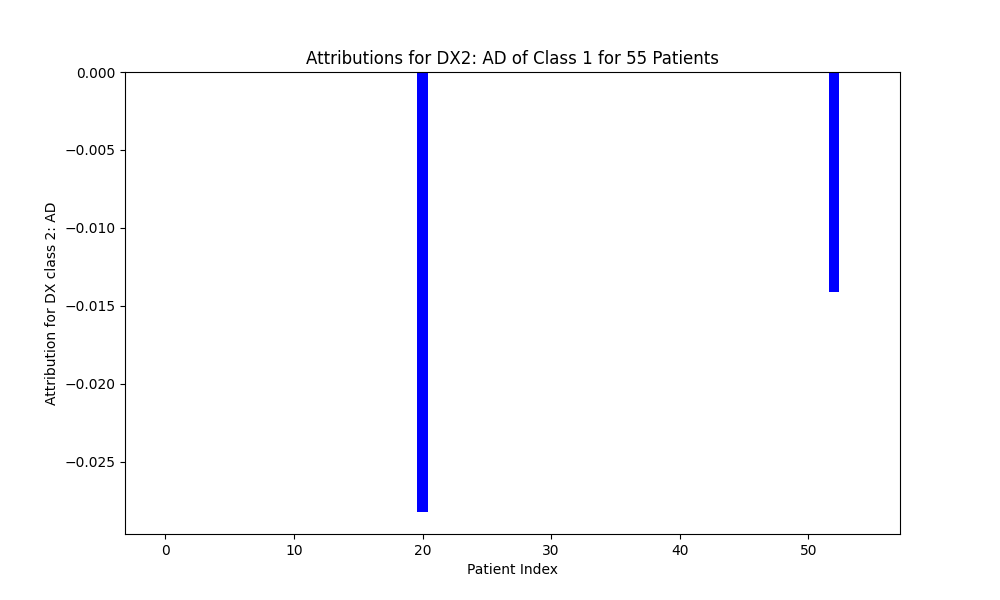 Attributions for DX2: AD of Class 1 for 55 Patients
0.000
−0.005
−0.010
−0.015
−0.020
−0.025
Attribution for DX class 2: AD
0 10 20 30 40 50
Patient Index